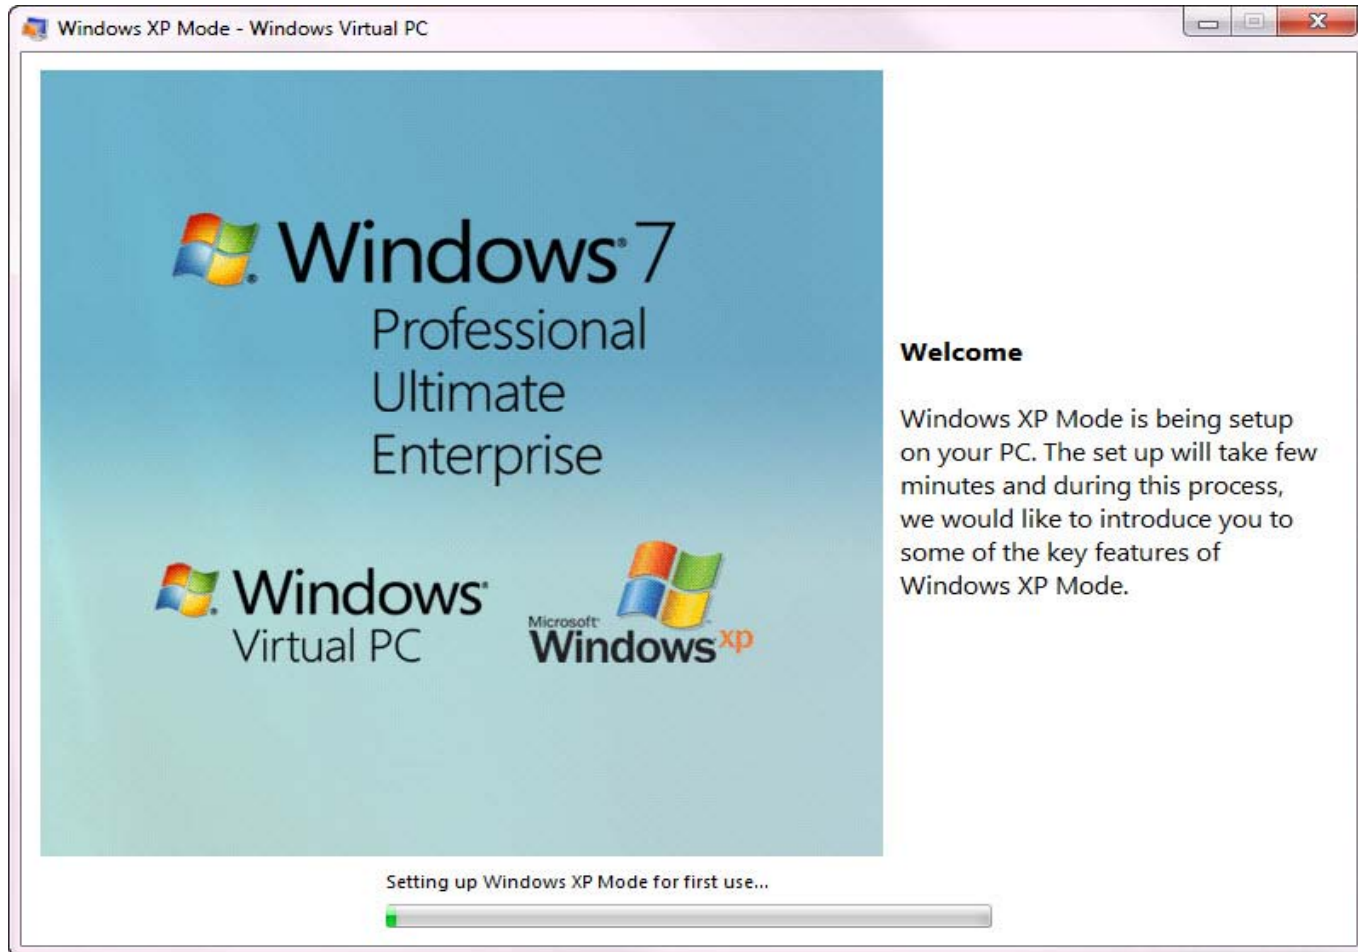 Windows XP Mode - Windows Virtual PC
Windows® 7
Professional
Ultimate
Enterprise
Windows®
Virtual PC
Microsoft®
Windows xp
Welcome
Windows XP Mode is being setup
on your PC. The set up will take few
minutes and during this process,
we would like to introduce you to
some of the key features of
Windows XP Mode.
Setting up Windows XP Mode for first use...